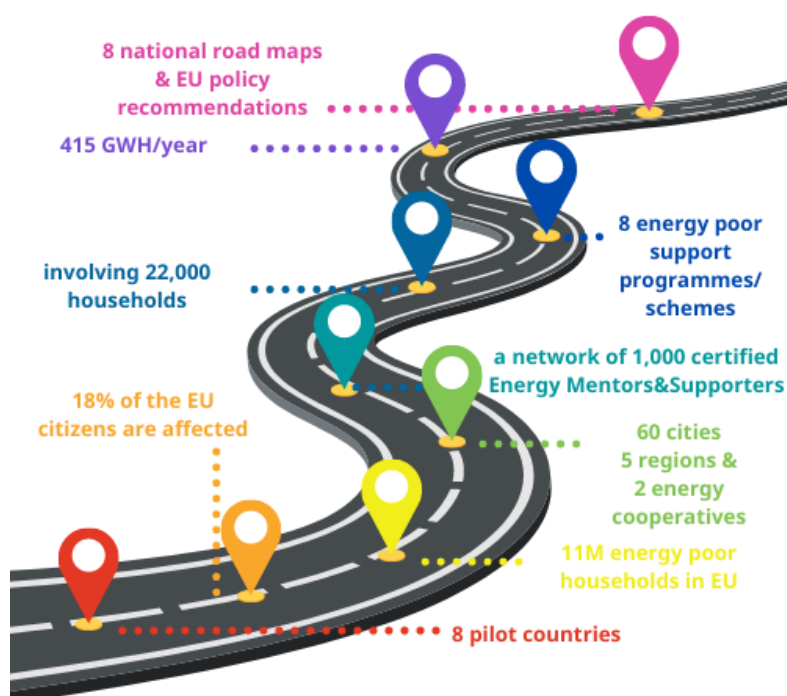 8 national road maps
& EU policy
recommendations
415 GWH/year
8 energy poor
support
programmes/
schemes
involving 22,000
households
a network of 1,000 certified
Energy Mentors&Supporters
18% of the EU
citizens are affected
60 cities
5 regions &
2 energy
cooperatives
11M energy poor
households in EU
8 pilot countries